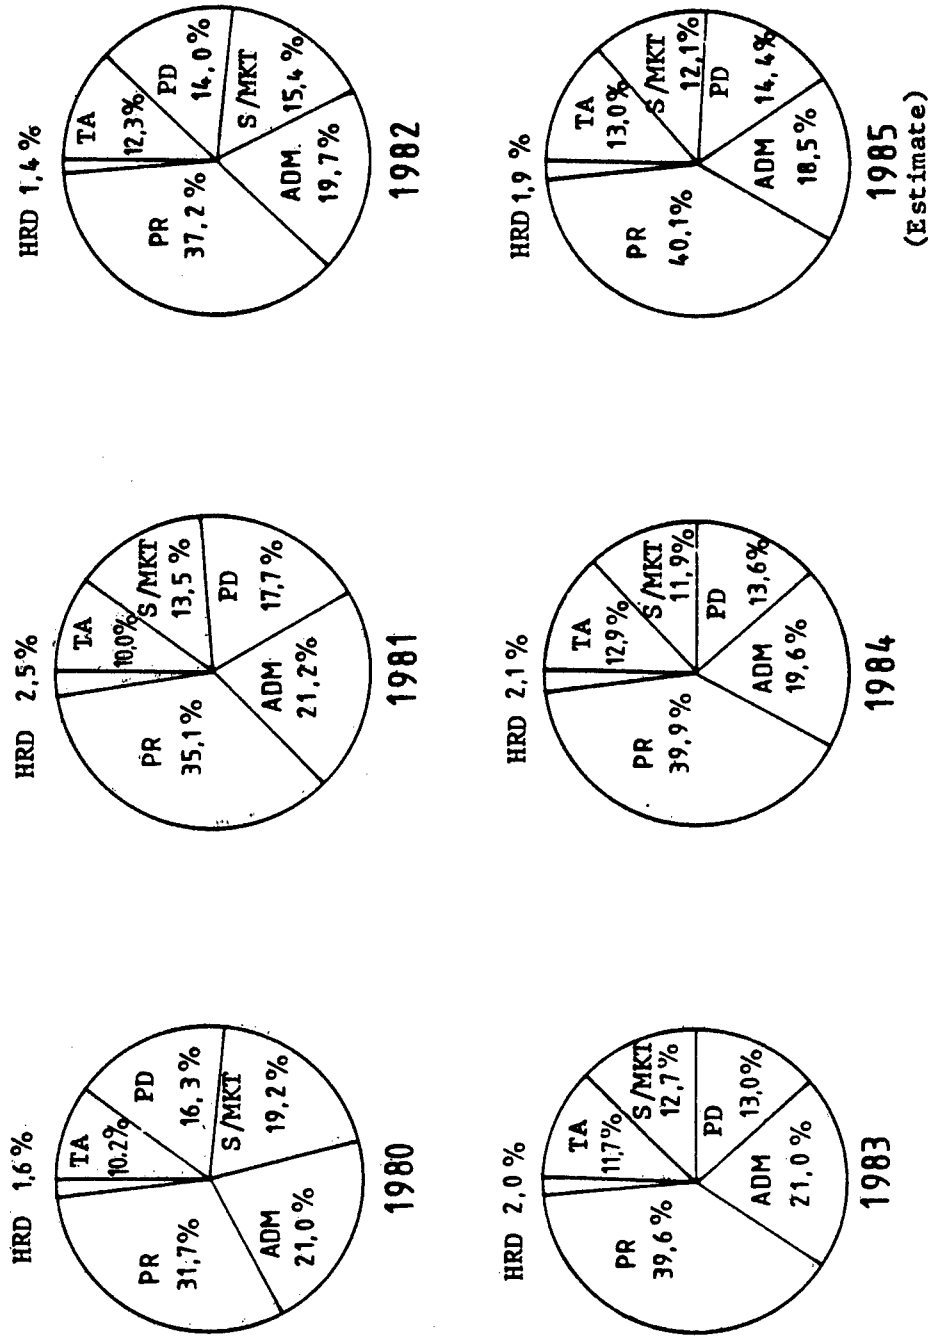 HRD 1,6 %
TA
10.2%
PD
16,3 %
S/MKT
19,2 %
ADM
21,0 %
PR
31,7 %
1980
HRD 2,5 %
TA
10,0%
S/MKT
13,5 %
PD
17,7 %
ADM
21,2 %
PR
35,1 %
1981
HRD 1,4 %
TA
12,3%
PD
14,0 %
S/MKT
15,4 %
ADM.
19,7 %
PR
37,2 %
1982
HRD 2,0 %
TA
11,7%
S/MKT
12,7 %
PD
13,0 %
ADM
21,0 %
PR
39,6 %
1983
HRD 2,1 %
TA
12,9 %
S/MKT
11,9 %
PD
13,6 %
ADM
19,6 %
PR
39,9 %
1984
HRD 1,9 %
TA
13,0 %
S/MKT
12,1 %
PD
14,4 %
ADM
18,5 %
PR
40,1 %
1985
(Estimate)